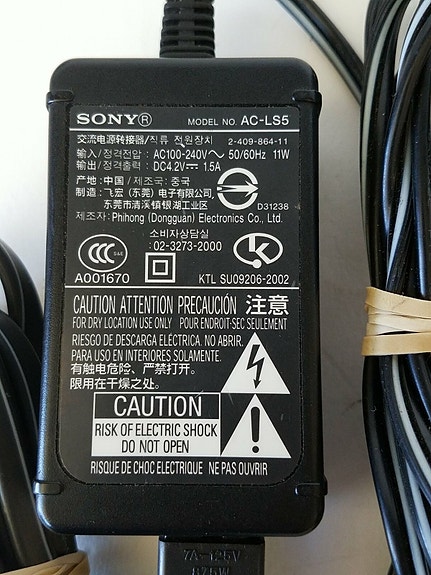 SONY® MODEL NO. AC-LS5
交流电源转接器/직류 전원장치 2-409-864-11
输入/정격전압 : AC100-240V～ 50/60Hz 11W
输出/정격출력 : DC4.2V⎓ 1.5A
产地:中国/제조국:중국
制造: 飞宏(东莞)电子有限公司,
东莞市清溪镇银湖工业区 D31238
제조자:Phihong (Dongguan) Electronics Co., Ltd.
소비자상담실
:02-3273-2000
CCC S&E
A001670 KTL SU09206-2002
CAUTION ATTENTION PRECAUCIÓN 注意
FOR DRY LOCATION USE ONLY POUR ENDROIT SEC SEULEMENT
RIESGO DE DESCARGA ELÉCTRICA. NO ABRIR.
PARA USO EN INTERIORES SOLAMENTE.
有触电危险、严禁打开。
限用在干燥之处。
CAUTION
RISK OF ELECTRIC SHOCK
DO NOT OPEN
RISQUE DE CHOC ELECTRIQUE NE PAS OUVRIR
7A-125V
875W